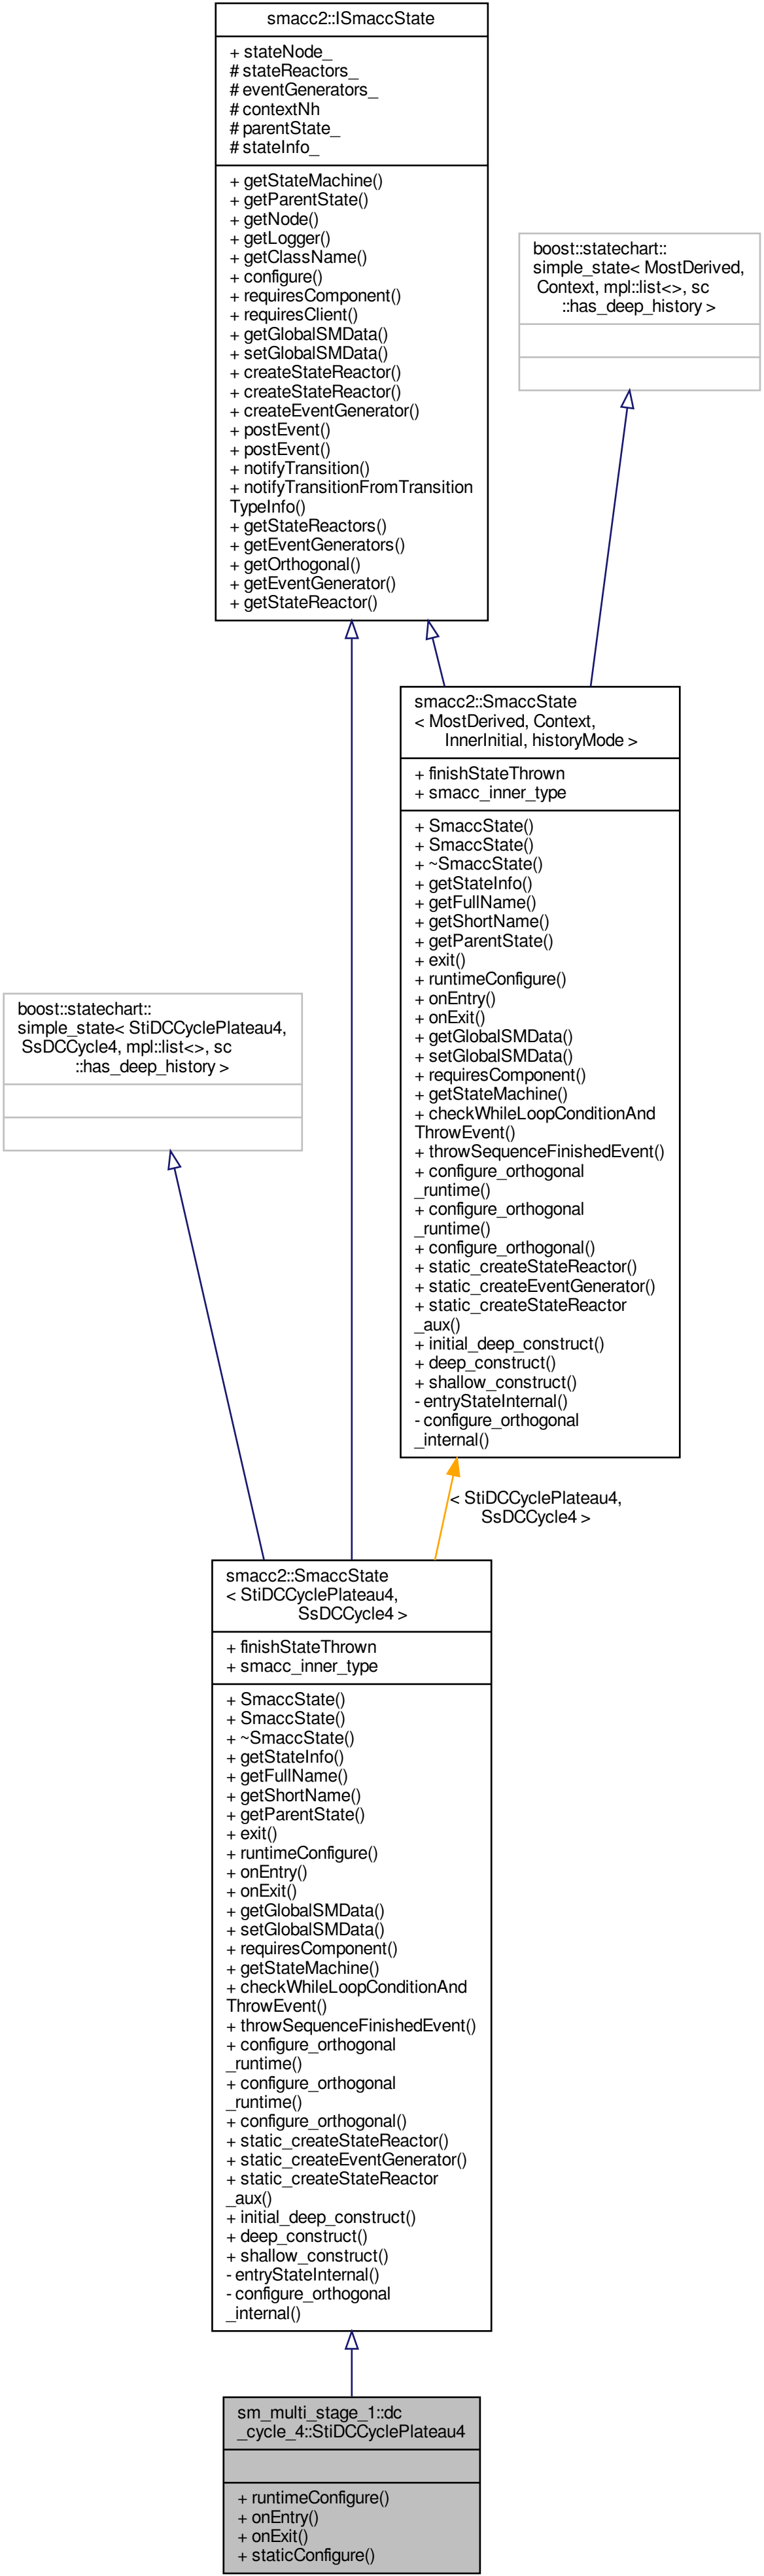 smacc2::ISmaccState
+ stateNode_
# stateReactors_
# eventGenerators_
# contextNh
# parentState_
# stateInfo_
+ getStateMachine()
+ getParentState()
+ getNode()
+ getLogger()
+ getClassName()
+ configure()
+ requiresComponent()
+ requiresClient()
+ getGlobalSMData()
+ setGlobalSMData()
+ createStateReactor()
+ createStateReactor()
+ createEventGenerator()
+ postEvent()
+ postEvent()
+ notifyTransition()
+ notifyTransitionFromTransition
TypeInfo()
+ getStateReactors()
+ getEventGenerators()
+ getOrthogonal()
+ getEventGenerator()
+ getStateReactor()
boost::statechart::
simple_state< MostDerived,
Context, mpl::list<>, sc
::has_deep_history >
smacc2::SmaccState
< MostDerived, Context,
InnerInitial, historyMode >
+ finishStateThrown
+ smacc_inner_type
+ SmaccState()
+ SmaccState()
+ ~SmaccState()
+ getStateInfo()
+ getFullName()
+ getShortName()
+ getParentState()
+ exit()
+ runtimeConfigure()
+ onEntry()
+ onExit()
+ getGlobalSMData()
+ setGlobalSMData()
+ requiresComponent()
+ getStateMachine()
+ checkWhileLoopConditionAnd
ThrowEvent()
+ throwSequenceFinishedEvent()
+ configure_orthogonal
_runtime()
+ configure_orthogonal
_runtime()
+ configure_orthogonal()
+ static_createStateReactor()
+ static_createEventGenerator()
+ static_createStateReactor
_aux()
+ initial_deep_construct()
+ deep_construct()
+ shallow_construct()
- entryStateInternal()
- configure_orthogonal
_internal()
boost::statechart::
simple_state< StiDCCyclePlateau4,
SsDCCycle4, mpl::list<>, sc
::has_deep_history >
< StiDCCyclePlateau4,
SsDCCycle4 >
smacc2::SmaccState
< StiDCCyclePlateau4,
SsDCCycle4 >
+ finishStateThrown
+ smacc_inner_type
+ SmaccState()
+ SmaccState()
+ ~SmaccState()
+ getStateInfo()
+ getFullName()
+ getShortName()
+ getParentState()
+ exit()
+ runtimeConfigure()
+ onEntry()
+ onExit()
+ getGlobalSMData()
+ setGlobalSMData()
+ requiresComponent()
+ getStateMachine()
+ checkWhileLoopConditionAnd
ThrowEvent()
+ throwSequenceFinishedEvent()
+ configure_orthogonal
_runtime()
+ configure_orthogonal
_runtime()
+ configure_orthogonal()
+ static_createStateReactor()
+ static_createEventGenerator()
+ static_createStateReactor
_aux()
+ initial_deep_construct()
+ deep_construct()
+ shallow_construct()
- entryStateInternal()
- configure_orthogonal
_internal()
sm_multi_stage_1::dc
_cycle_4::StiDCCyclePlateau4
+ runtimeConfigure()
+ onEntry()
+ onExit()
+ staticConfigure()